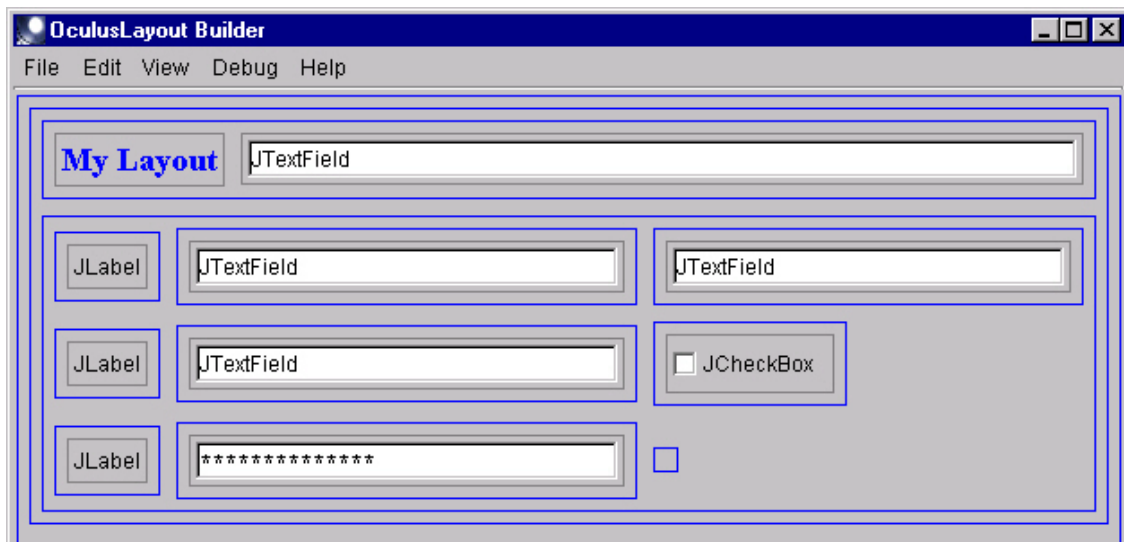 OculusLayout Builder
File Edit View Debug Help
My Layout JTextField
JLabel JTextField JTextField
JLabel JTextField JCheckBox
JLabel **************